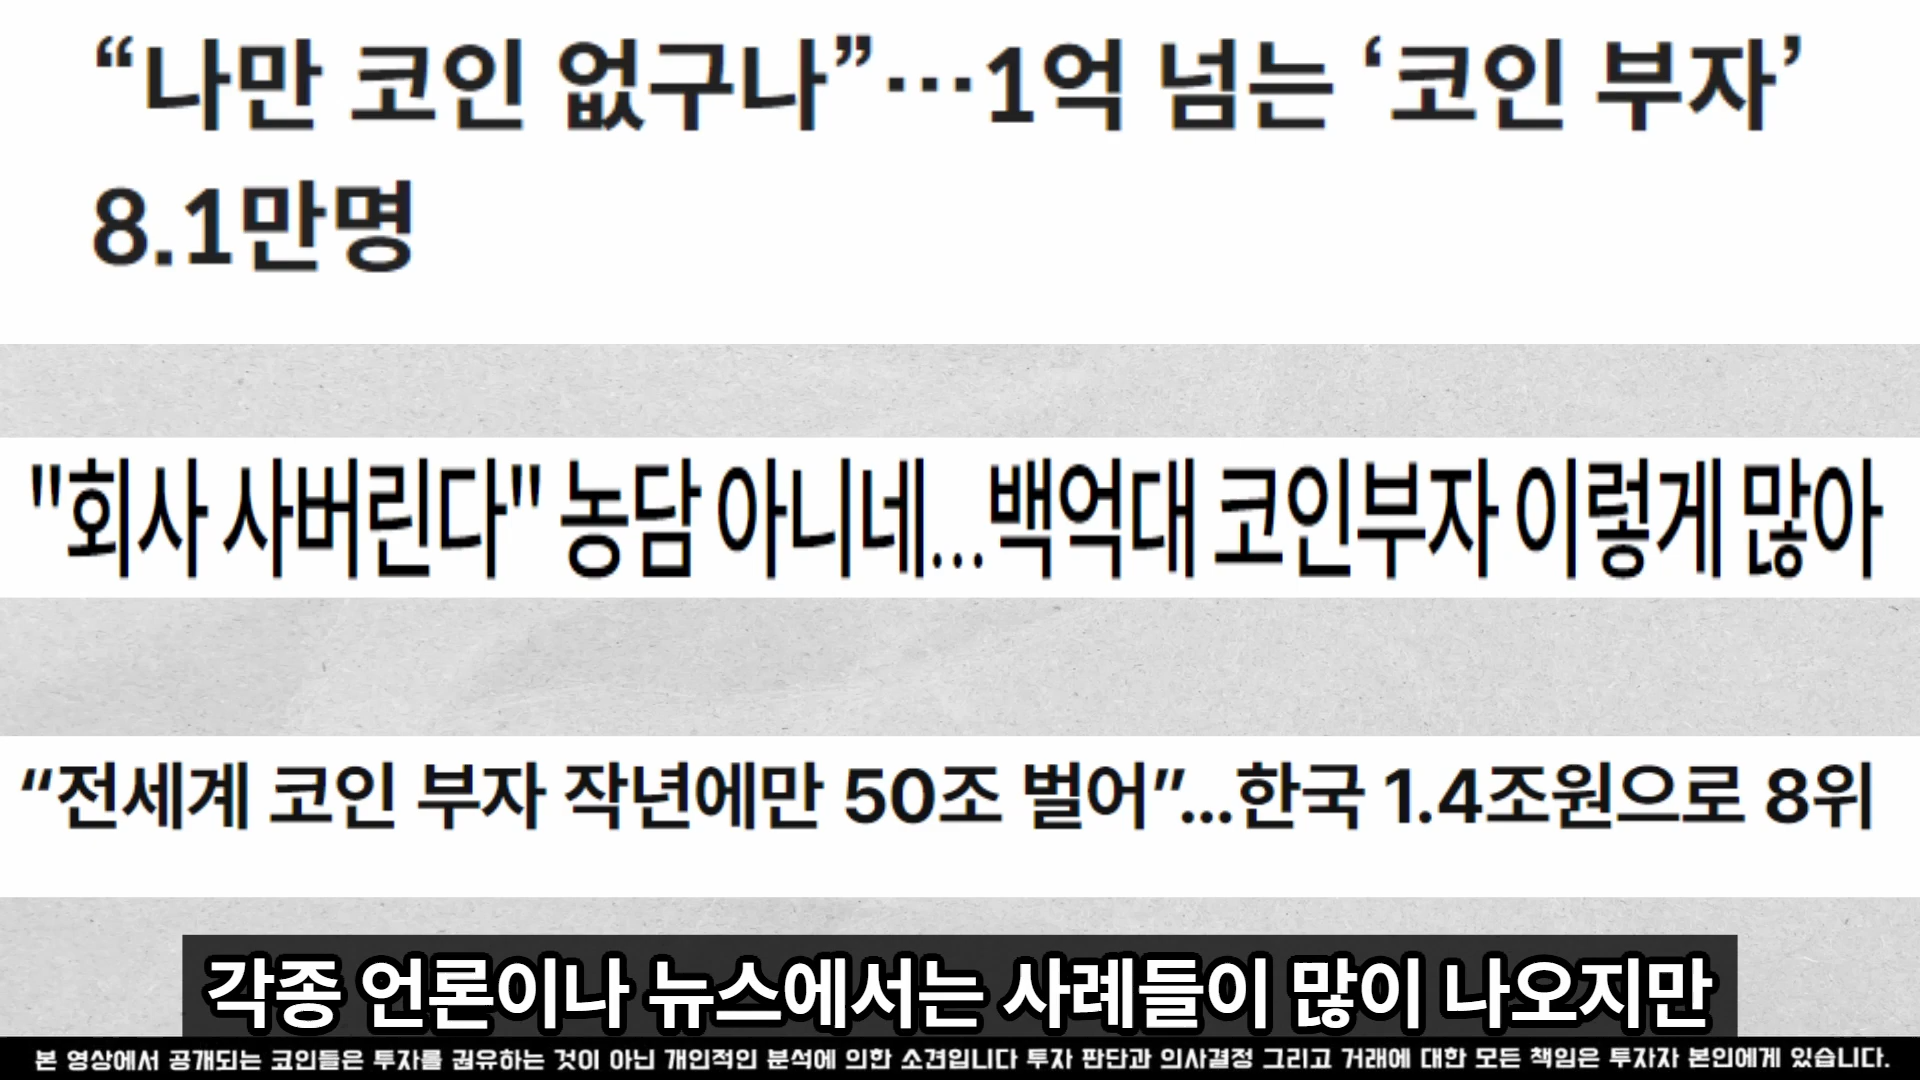 “나만 코인 없구나”…1억 넘는 ‘코인 부자’
8.1만명
"회사 사버린다" 농담 아니네...백억대 코인부자 이렇게 많아
“전세계 코인 부자 작년에만 50조 벌어”...한국 1.4조원으로 8위
각종 언론이나 뉴스에서는 사례들이 많이 나오지만
본 영상에서 공개되는 코인들은 투자를 권유하는 것이 아닌 개인적인 분석에 의한 소견입니다 투자 판단과 의사결정 그리고 거래에 대한 모든 책임은 투자자 본인에게 있습니다.